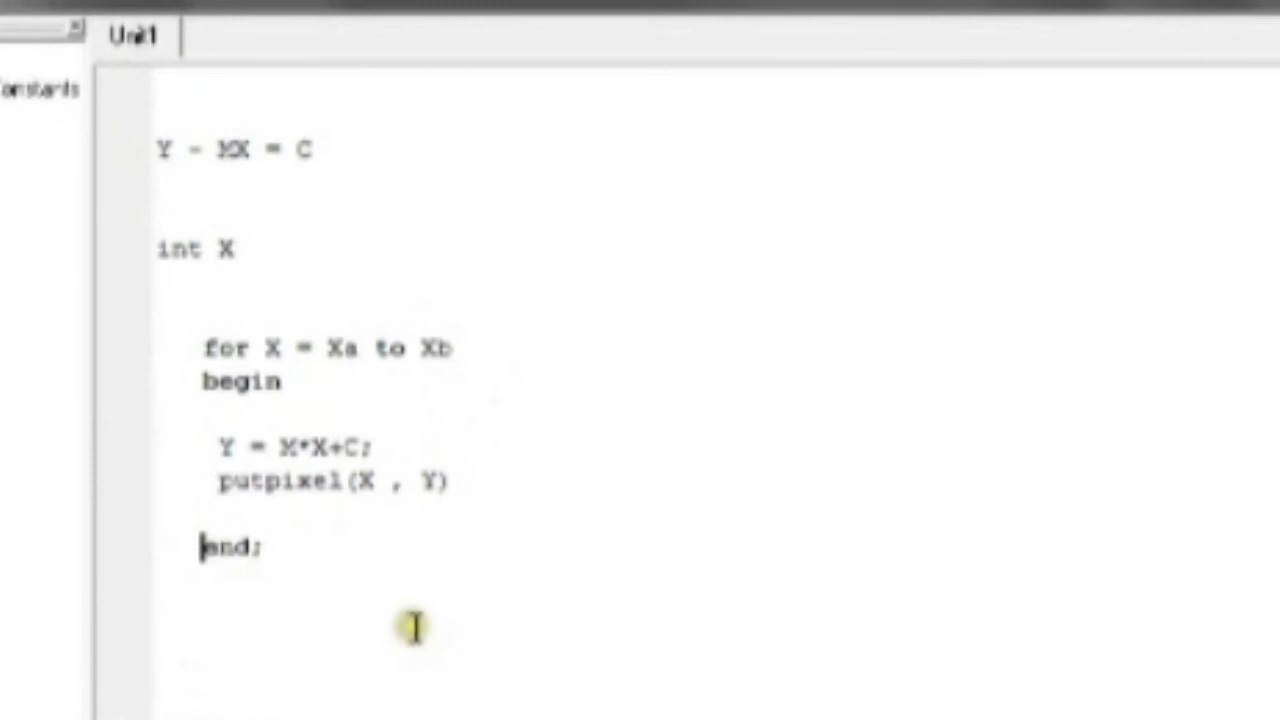 Unit1
Constants
Y - MX = C
int X
for X = Xa to Xb
begin
Y = M*X+C;
putpixel(X , Y)
end;